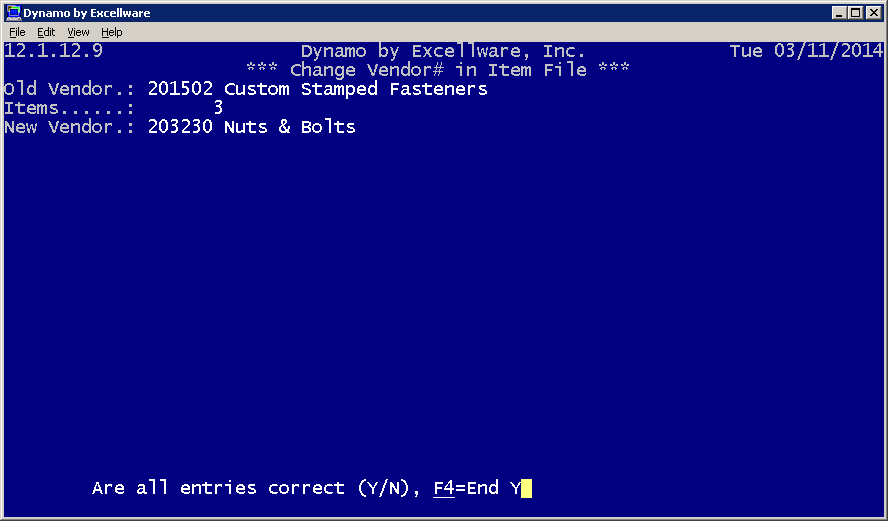 Dynamo by Excellware
File Edit View Help
12.1.12.9 Dynamo by Excellware, Inc. Tue 03/11/2014
*** Change Vendor# in Item File ***
Old Vendor.: 201502 Custom Stamped Fasteners
Items......: 3
New Vendor.: 203230 Nuts & Bolts
Are all entries correct (Y/N), F4=End Y